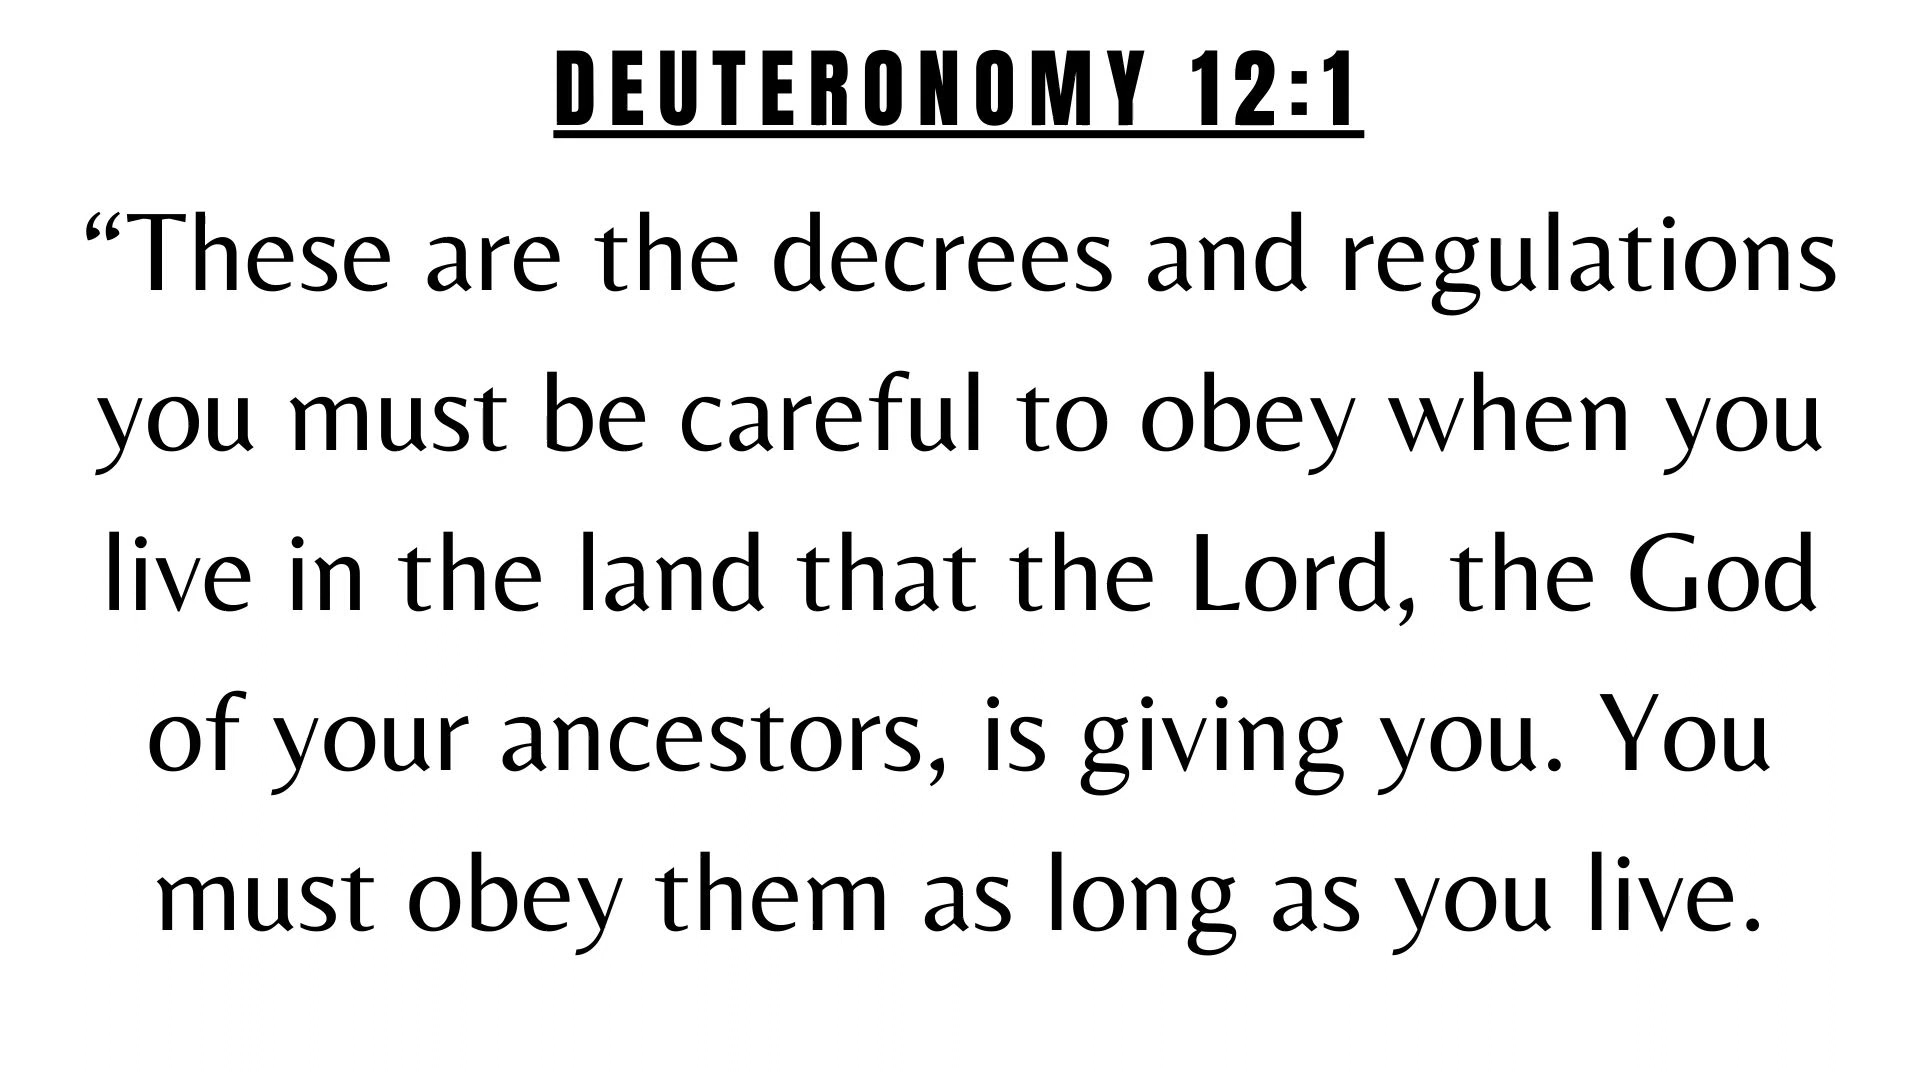 DEUTERONOMY 12:1
“These are the decrees and regulations
you must be careful to obey when you
live in the land that the Lord, the God
of your ancestors, is giving you. You
must obey them as long as you live.